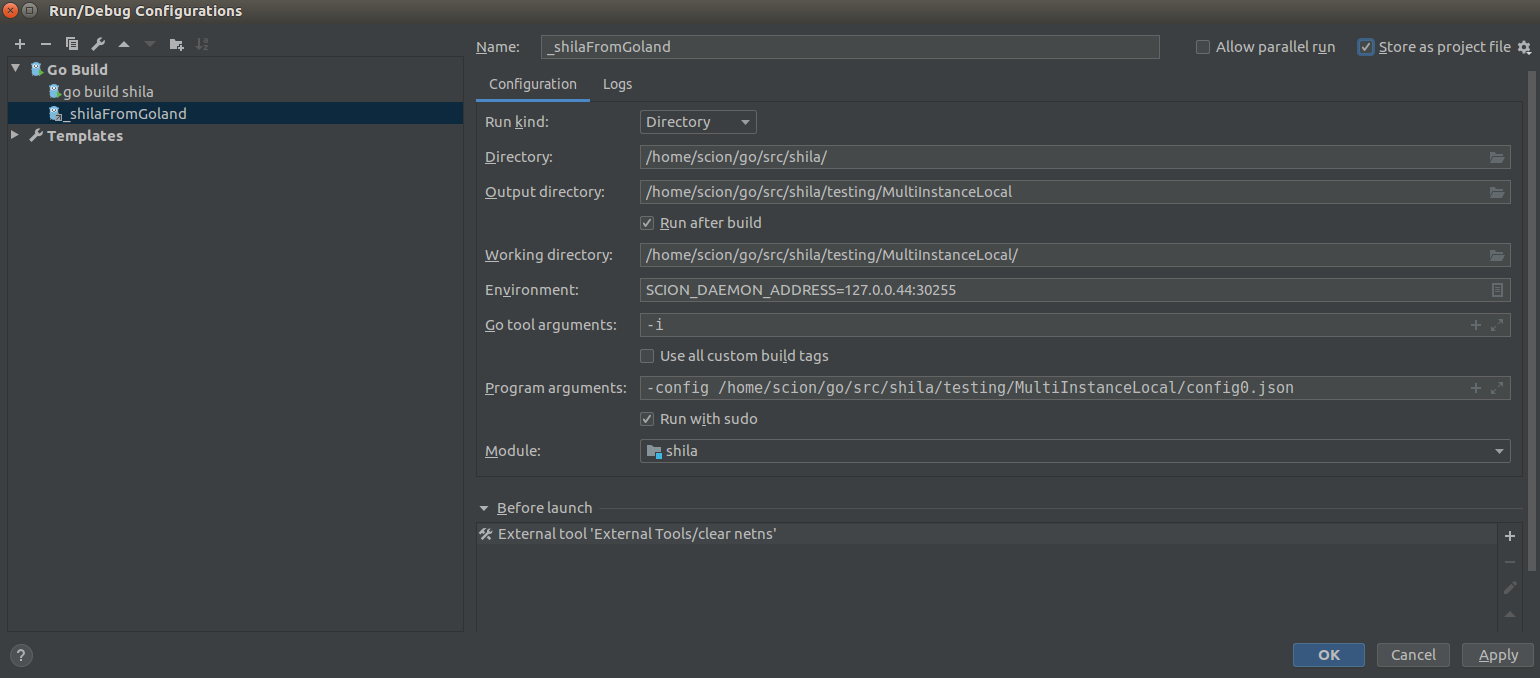 Run/Debug Configurations
Name: _shilaFromGoland Allow parallel run Store as project file
Go Build
go build shila
_shilaFromGoland
Templates
Configuration Logs
Run kind: Directory
Directory: /home/scion/go/src/shila/
Output directory: /home/scion/go/src/shila/testing/MultiInstanceLocal
Run after build
Working directory: /home/scion/go/src/shila/testing/MultiInstanceLocal/
Environment: SCION_DAEMON_ADDRESS=127.0.0.44:30255
Go tool arguments: -i
Use all custom build tags
Program arguments: -config /home/scion/go/src/shila/testing/MultiInstanceLocal/config0.json
Run with sudo
Module: shila
Before launch
External tool 'External Tools/clear netns'
? OK Cancel Apply